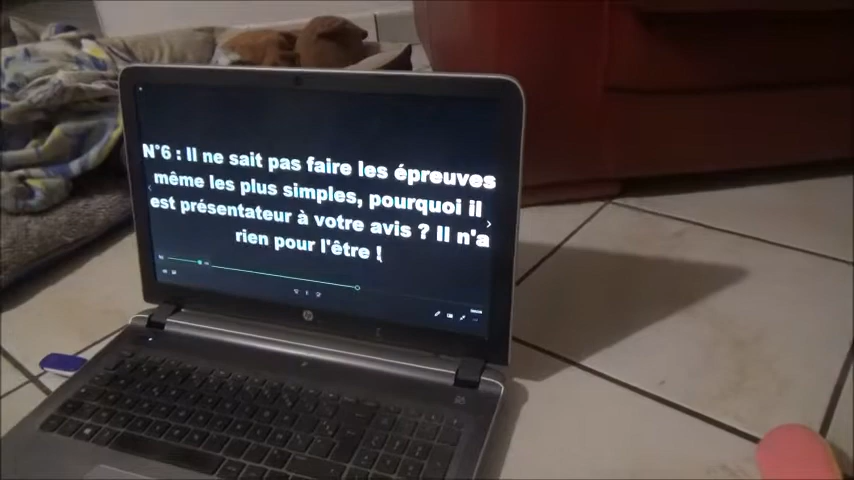 N°6 : Il ne sait pas faire les épreuves
même les plus simples, pourquoi il
est présentateur à votre avis ? Il n'a
rien pour l'être !
hp